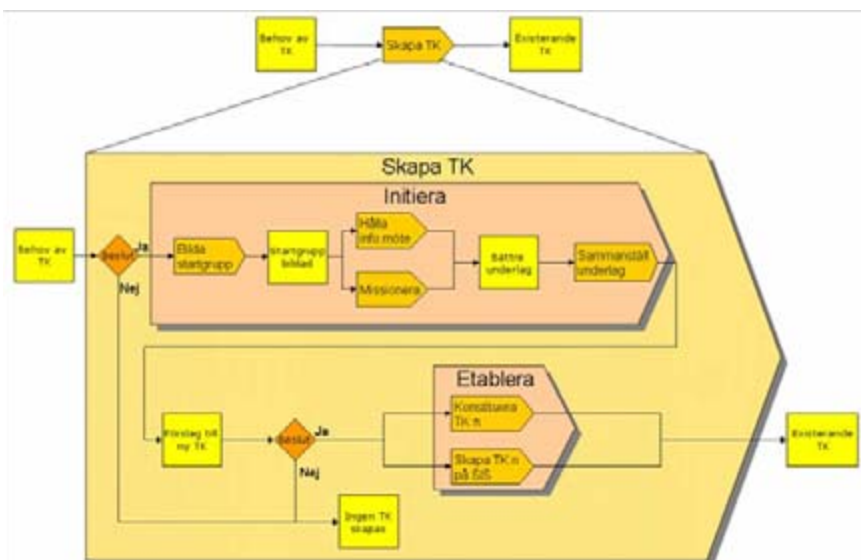 Behov av
TK
Skapa TK
Existerande
TK
Skapa TK
Initiera
Behov av
TK
Beslut
Ja
Nej
Bilda
startgrupp
Startgrupp
bildad
Hålla
info möte
Missionera
Bättre
underlag
Sammanställ
underlag
Etablera
Förslag till
ny TK
Beslut
Ja
Nej
Konstituera
TK:n
Skapa TK:n
på SIS
Existerande
TK
Ingen TK
skapas